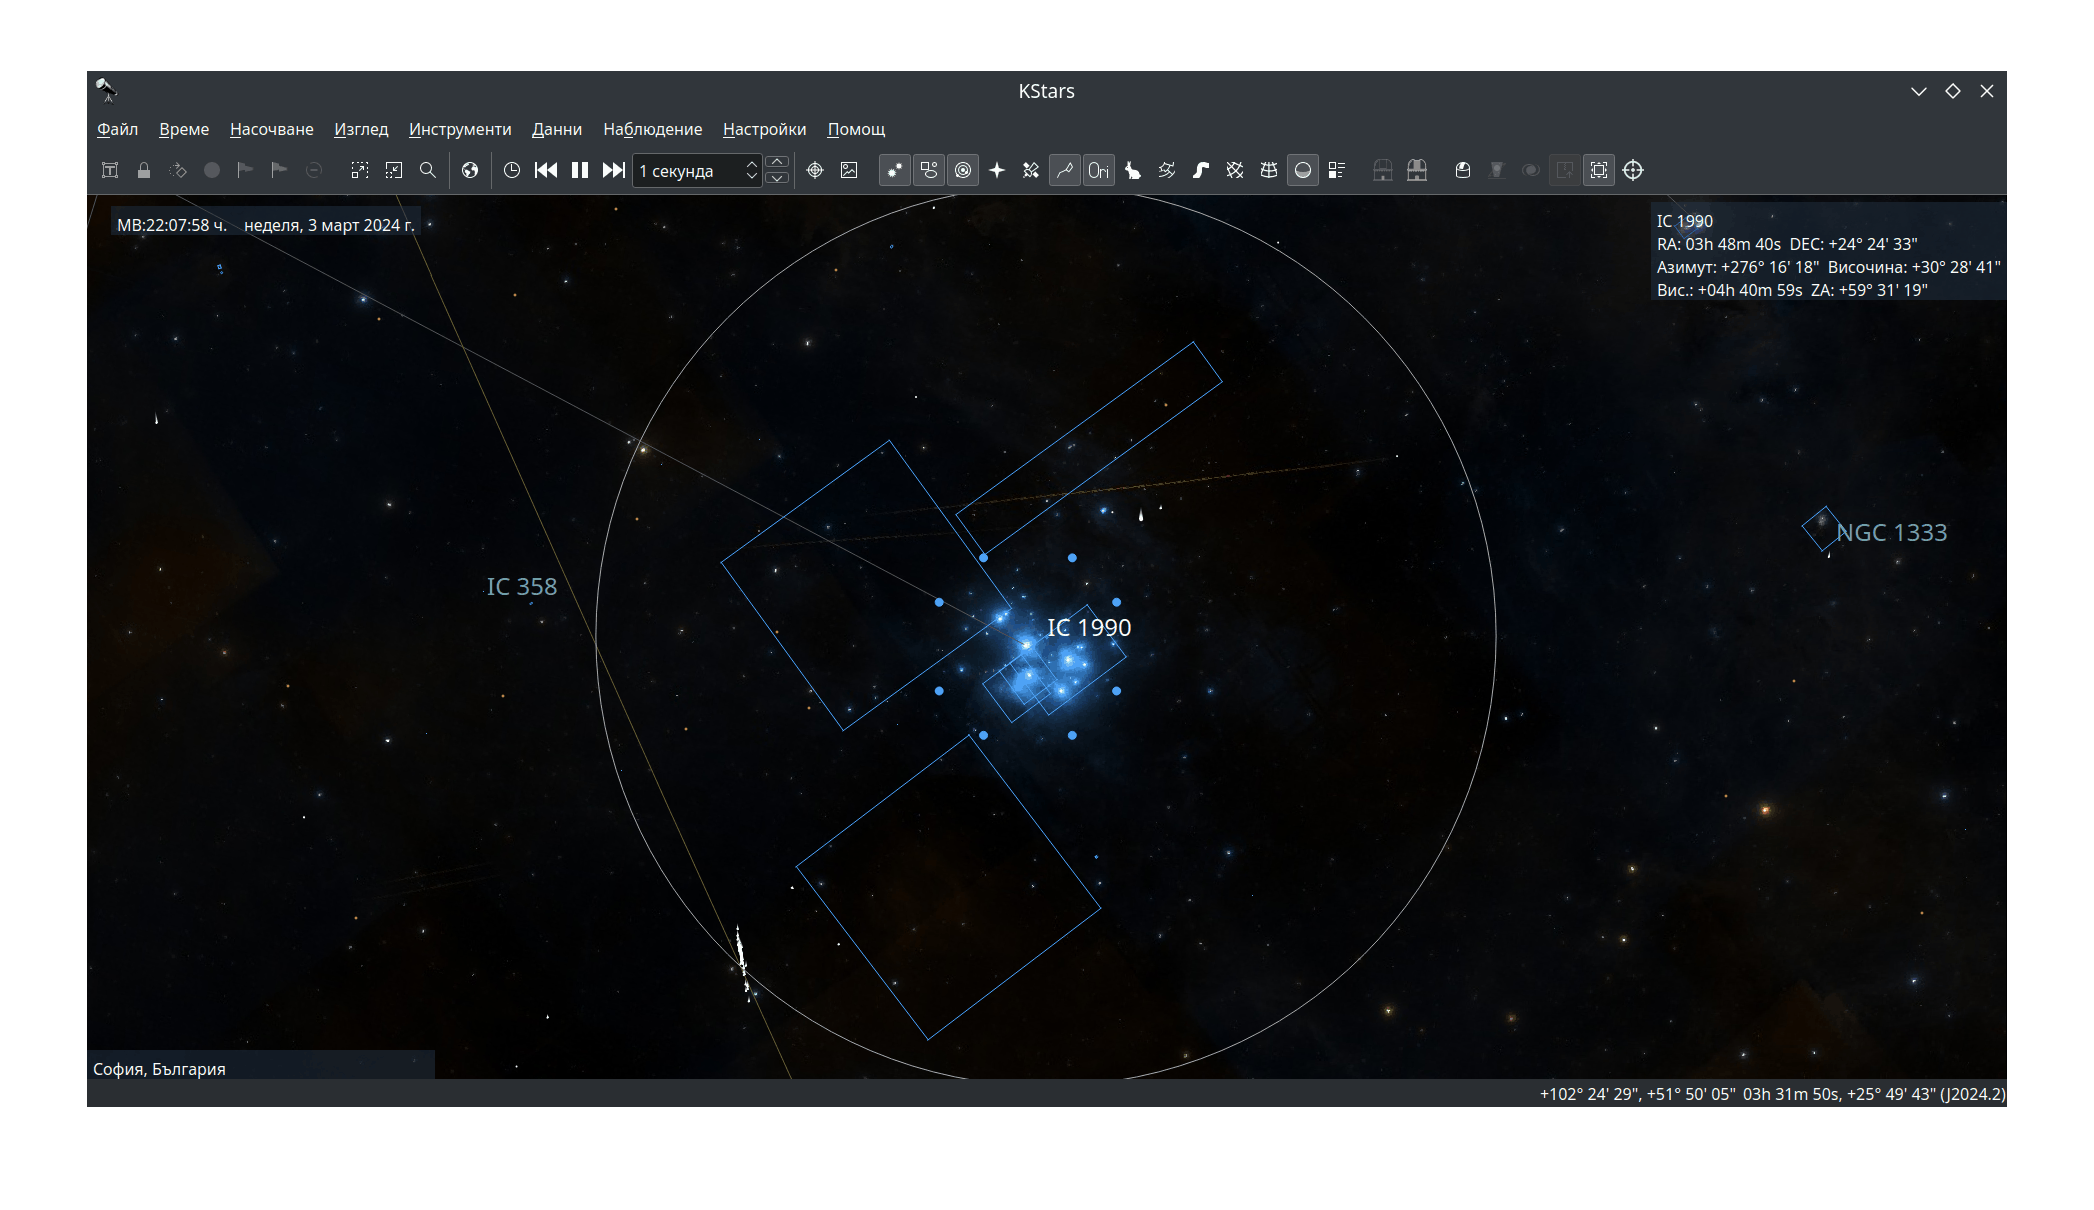 KStars
Файл Време Насочване Изглед Инструменти Данни Наблюдение Настройки Помощ
1 секунда Ori
МВ:22:07:58 ч. неделя, 3 март 2024 г.
IC 1990
RA: 03h 48m 40s DEC: +24° 24' 33"
Азимут: +276° 16' 18" Височина: +30° 28' 41"
Вис.: +04h 40m 59s ZA: +59° 31' 19"
NGC 1333
IC 358
IC 1990
София, България
+102° 24' 29", +51° 50' 05" 03h 31m 50s, +25° 49' 43" (J2024.2)